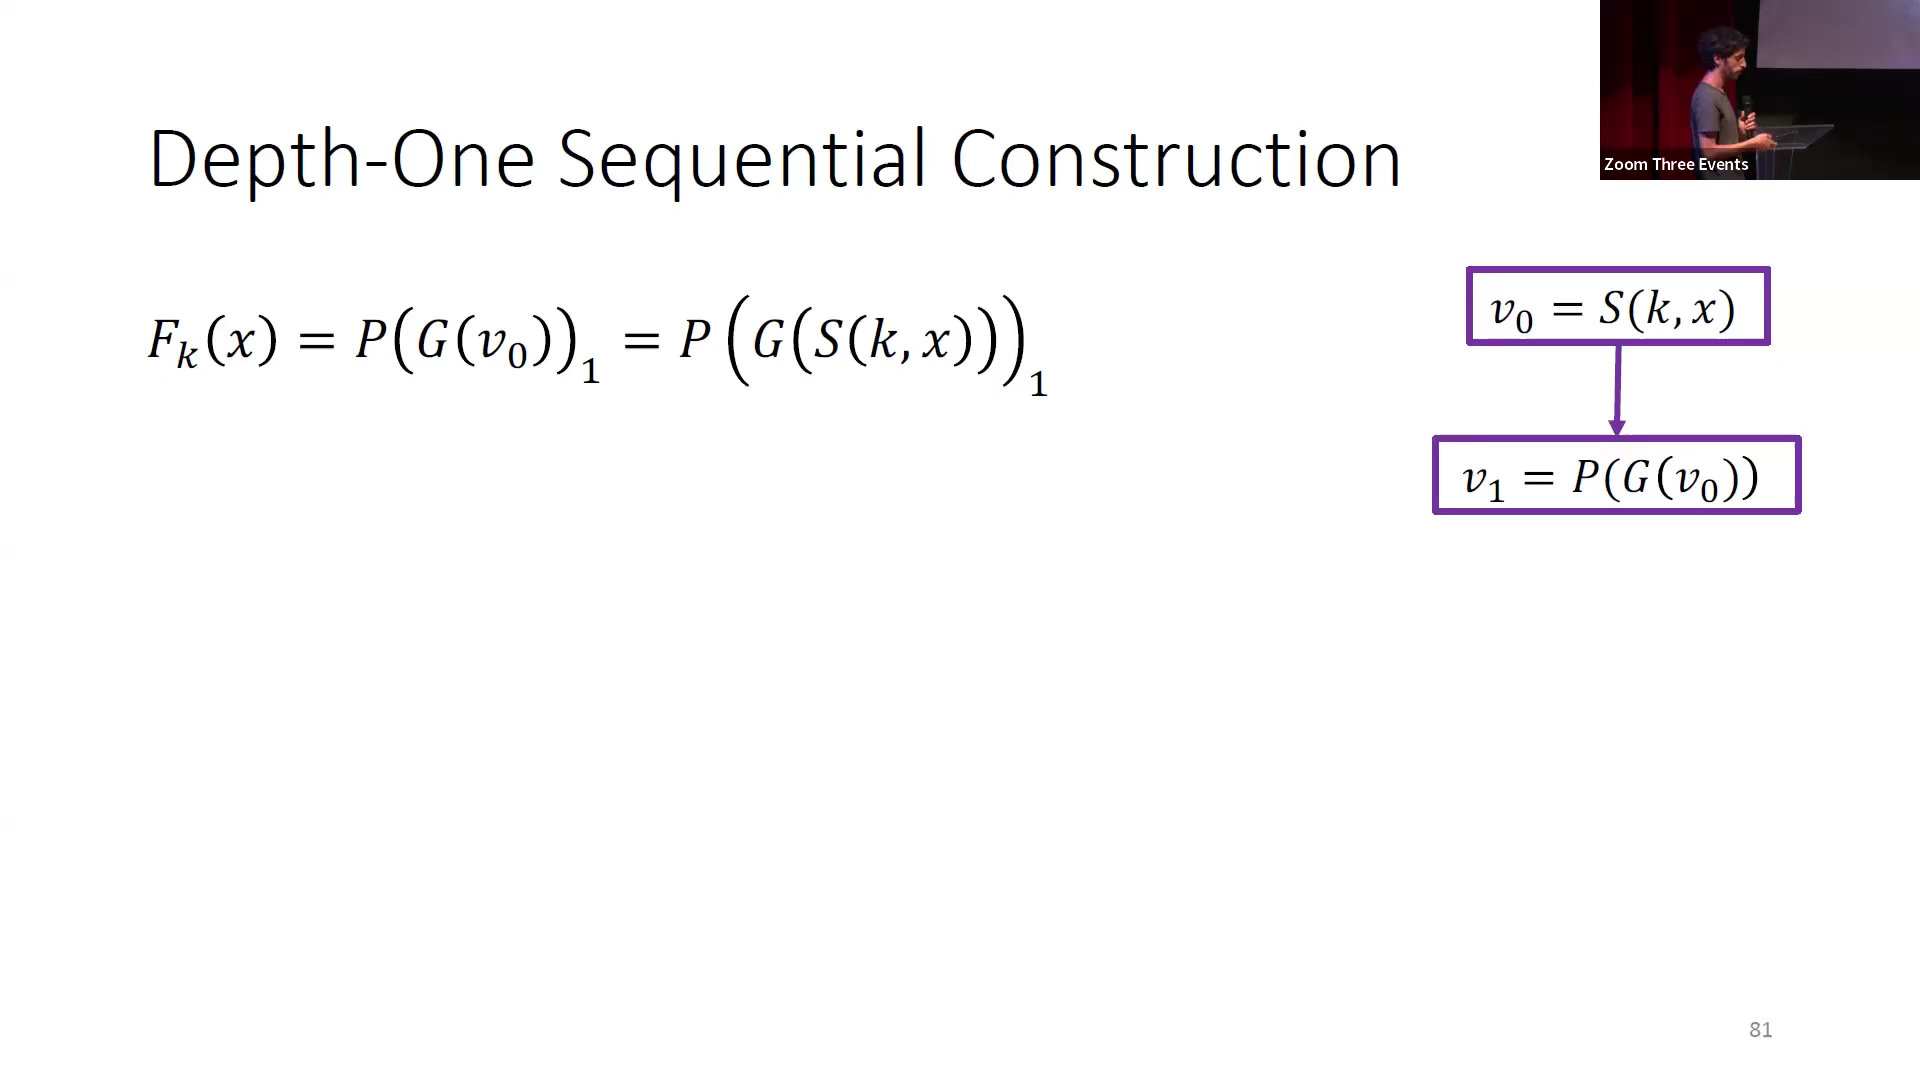 Zoom Three Events
Depth-One Sequential Construction
F_k(x) = P(G(v_0))_1 = P(G(S(k, x)))_1
v_0 = S(k, x)
v_1 = P(G(v_0))
81